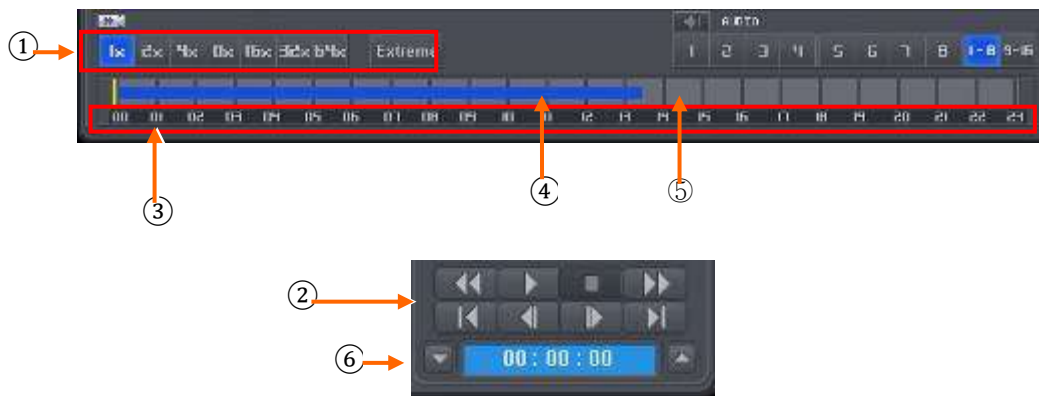 AUDIO
①
1x 2x 4x 8x 16x 32x 64x Extreme 1 2 3 4 5 6 7 8 1-8 9-16
00 01 02 03 04 05 06 07 08 09 10 11 12 13 14 15 16 17 18 19 20 21 22 23
③ ④ ⑤
②
⑥ 00:00:00